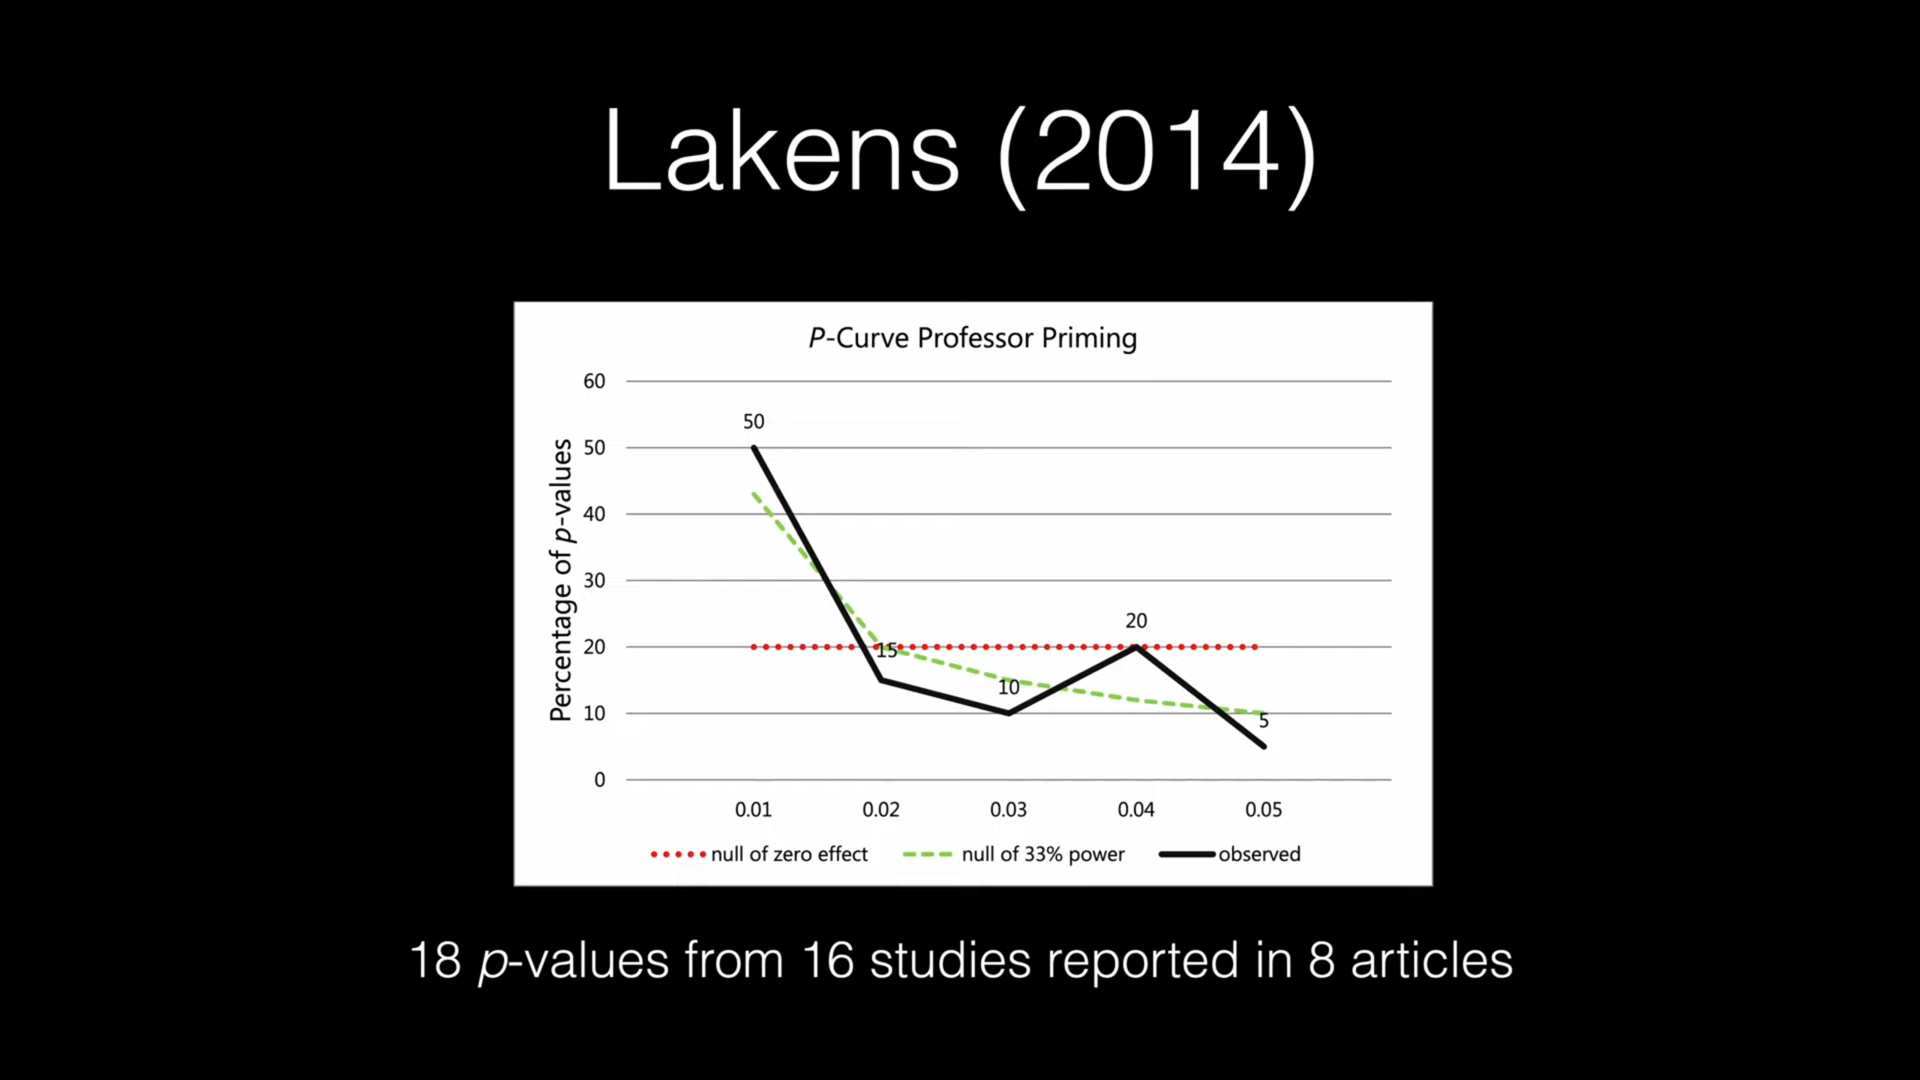 Lakens (2014)
P-Curve Professor Priming
Percentage of p-values
60
50
40
30
20
10
0
50
15
10
20
5
0.01 0.02 0.03 0.04 0.05
null of zero effect null of 33% power observed
18 p-values from 16 studies reported in 8 articles